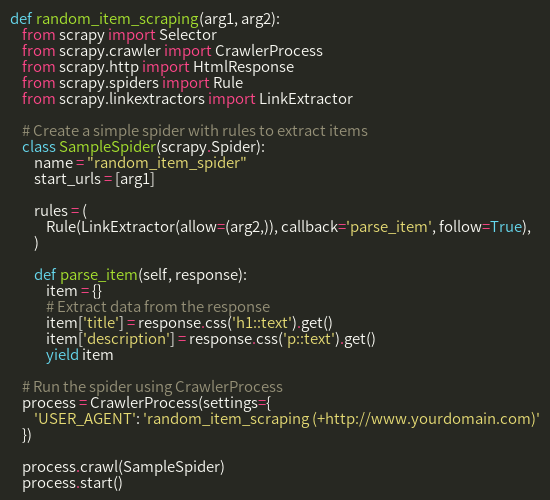 def random_item_scraping(arg1, arg2):
from scrapy import Selector
from scrapy.crawler import CrawlerProcess
from scrapy.http import HtmlResponse
from scrapy.spiders import Rule
from scrapy.linkextractors import LinkExtractor
# Create a simple spider with rules to extract items
class SampleSpider(scrapy.Spider):
name = "random_item_spider"
start_urls = [arg1]
rules = (
Rule(LinkExtractor(allow=(arg2,)), callback='parse_item', follow=True),
)
def parse_item(self, response):
item = {}
# Extract data from the response
item['title'] = response.css('h1::text').get()
item['description'] = response.css('p::text').get()
yield item
# Run the spider using CrawlerProcess
process = CrawlerProcess(settings={
'USER_AGENT': 'random_item_scraping (+http://www.yourdomain.com)'
})
process.crawl(SampleSpider)
process.start()